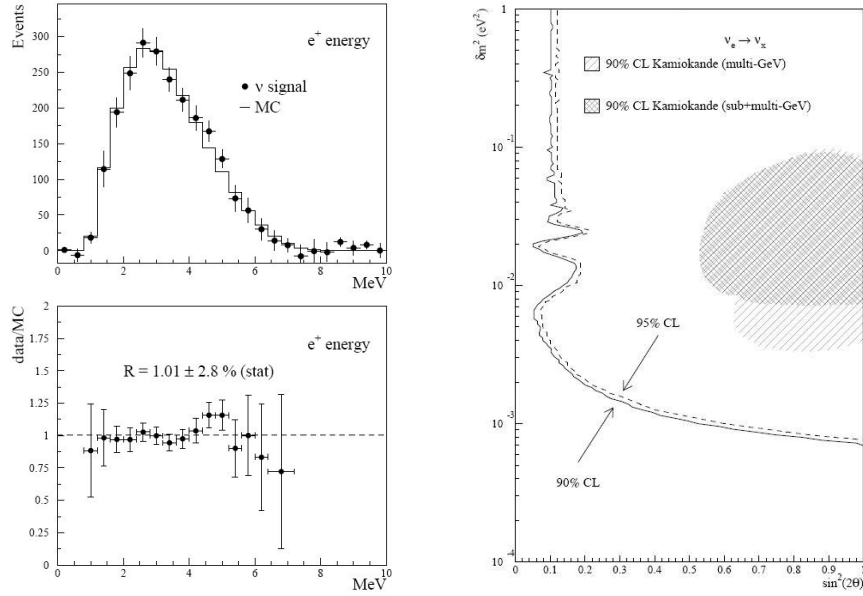 Events
300
250
200
150
100
50
0
e⁺ energy
ν signal
MC
0 2 4 6 8 10
MeV
data/MC
2
1.75
1.5
1.25
1
0.75
0.5
0.25
0
e⁺ energy
R = 1.01 ± 2.8 % (stat)
0 2 4 6 8 10
MeV
δm² (eV²)
1
10⁻¹
10⁻²
10⁻³
10⁻⁴
νₑ → νₓ
90% CL Kamiokande (multi-GeV)
90% CL Kamiokande (sub+multi-GeV)
95% CL
90% CL
0 0.1 0.2 0.3 0.4 0.5 0.6 0.7 0.8 0.9 1
sin²(2θ)